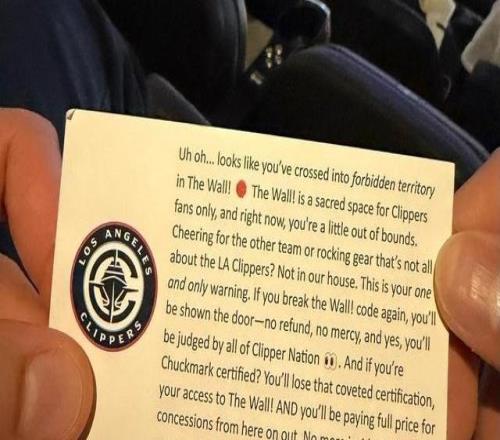 Uh oh... looks like you've crossed into forbidden territory
in The Wall! 🔴 The Wall! is a sacred space for Clippers
fans only, and right now, you're a little out of bounds.
Cheering for the other team or rocking gear that's not all
about the LA Clippers? Not in our house. This is your one
and only warning. If you break the Wall! code again, you'll
be shown the door—no refund, no mercy, and yes, you'll
be judged by all of Clipper Nation 👀. And if you're
Chuckmark certified? You'll lose that coveted certification,
your access to The Wall! AND you'll be paying full price for
concessions from here on out. No
LOS ANGELES
CLIPPERS